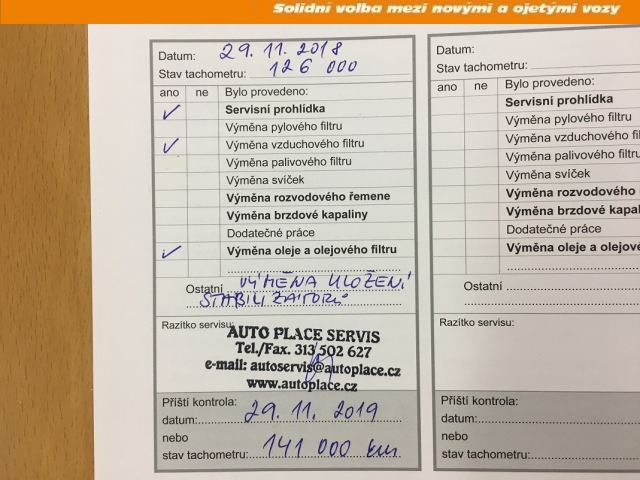 Solidní volba mezi novými a ojetými vozy
Datum: 29. 11. 2018
Stav tachometru: 126 000
ano ne Bylo provedeno:
Servisní prohlídka
Výměna pylového filtru
Výměna vzduchového filtru
Výměna palivového filtru
Výměna svíček
Výměna rozvodového řemene
Výměna brzdové kapaliny
Dodatečné práce
Výměna oleje a olejového filtru
Ostatní VÝMĚNA ULOŽENÍ
STABILIZÁTORU
Razítko servisu:
AUTO PLACE SERVIS
Tel./Fax. 313 502 627
e-mail: autoservis@autoplace.cz
www.autoplace.cz
Příští kontrola:
datum: 29. 11. 2019
nebo
stav tachometru: 141 000 km
Datum:
Stav tachometru:
ano ne Bylo provedeno:
Servisní prohlídka
Výměna pylového filtru
Výměna vzduchového fil
Výměna palivového filtru
Výměna svíček
Výměna rozvodového
Výměna brzdové kapal
Dodatečné práce
Výměna oleje a olejové
Ostatní
Razítko servisu:
Příští kontrola:
datum:
nebo
stav tachometru: